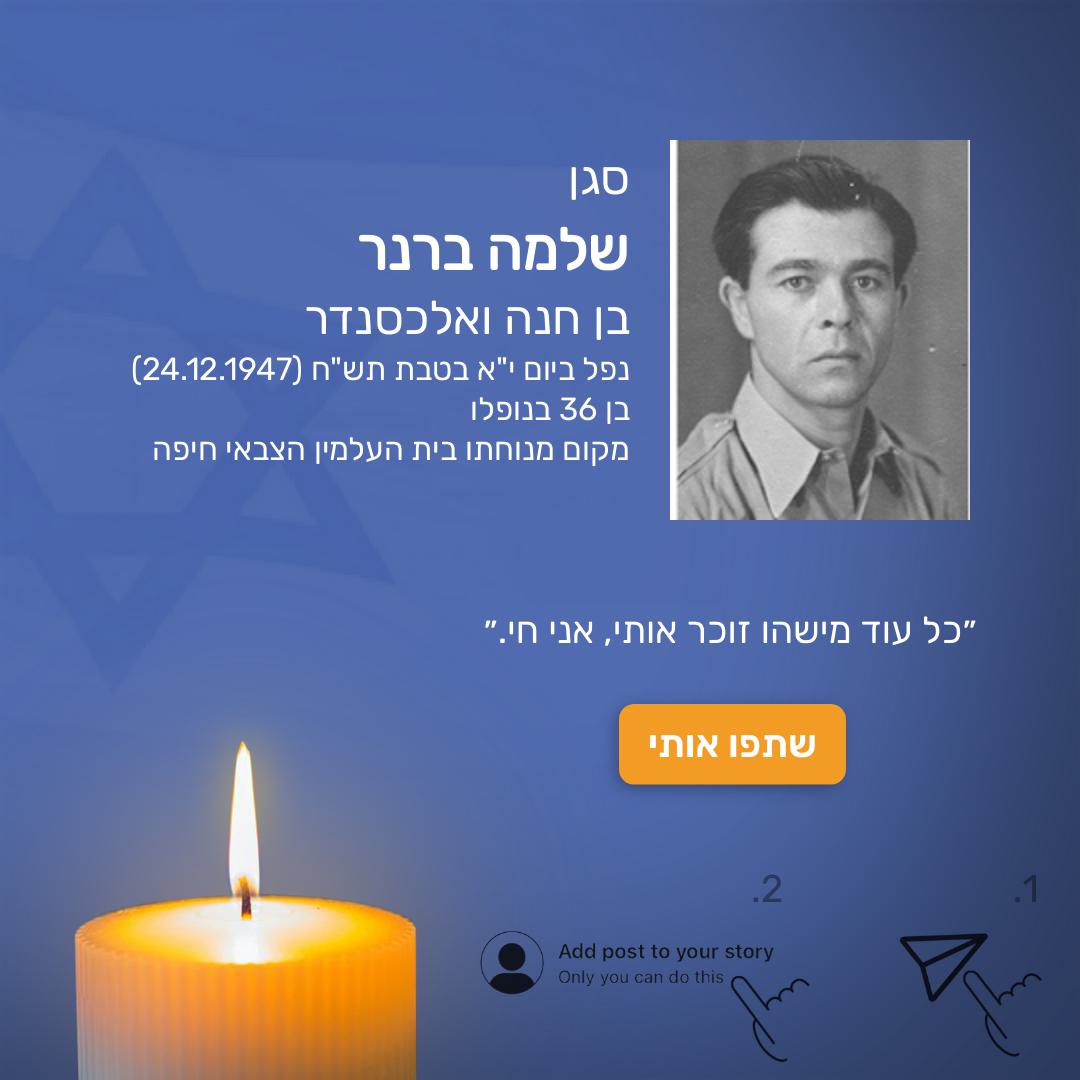 סגן
שלמה ברנר
בן חנה ואלכסנדר
נפל ביום י"א בטבת תש"ח (24.12.1947)
בן 36 בנופלו
מקום מנוחתו בית העלמין הצבאי חיפה
״כל עוד מישהו זוכר אותי, אני חי.״
שתפו אותי
1.
2.
Add post to your story
Only you can do this